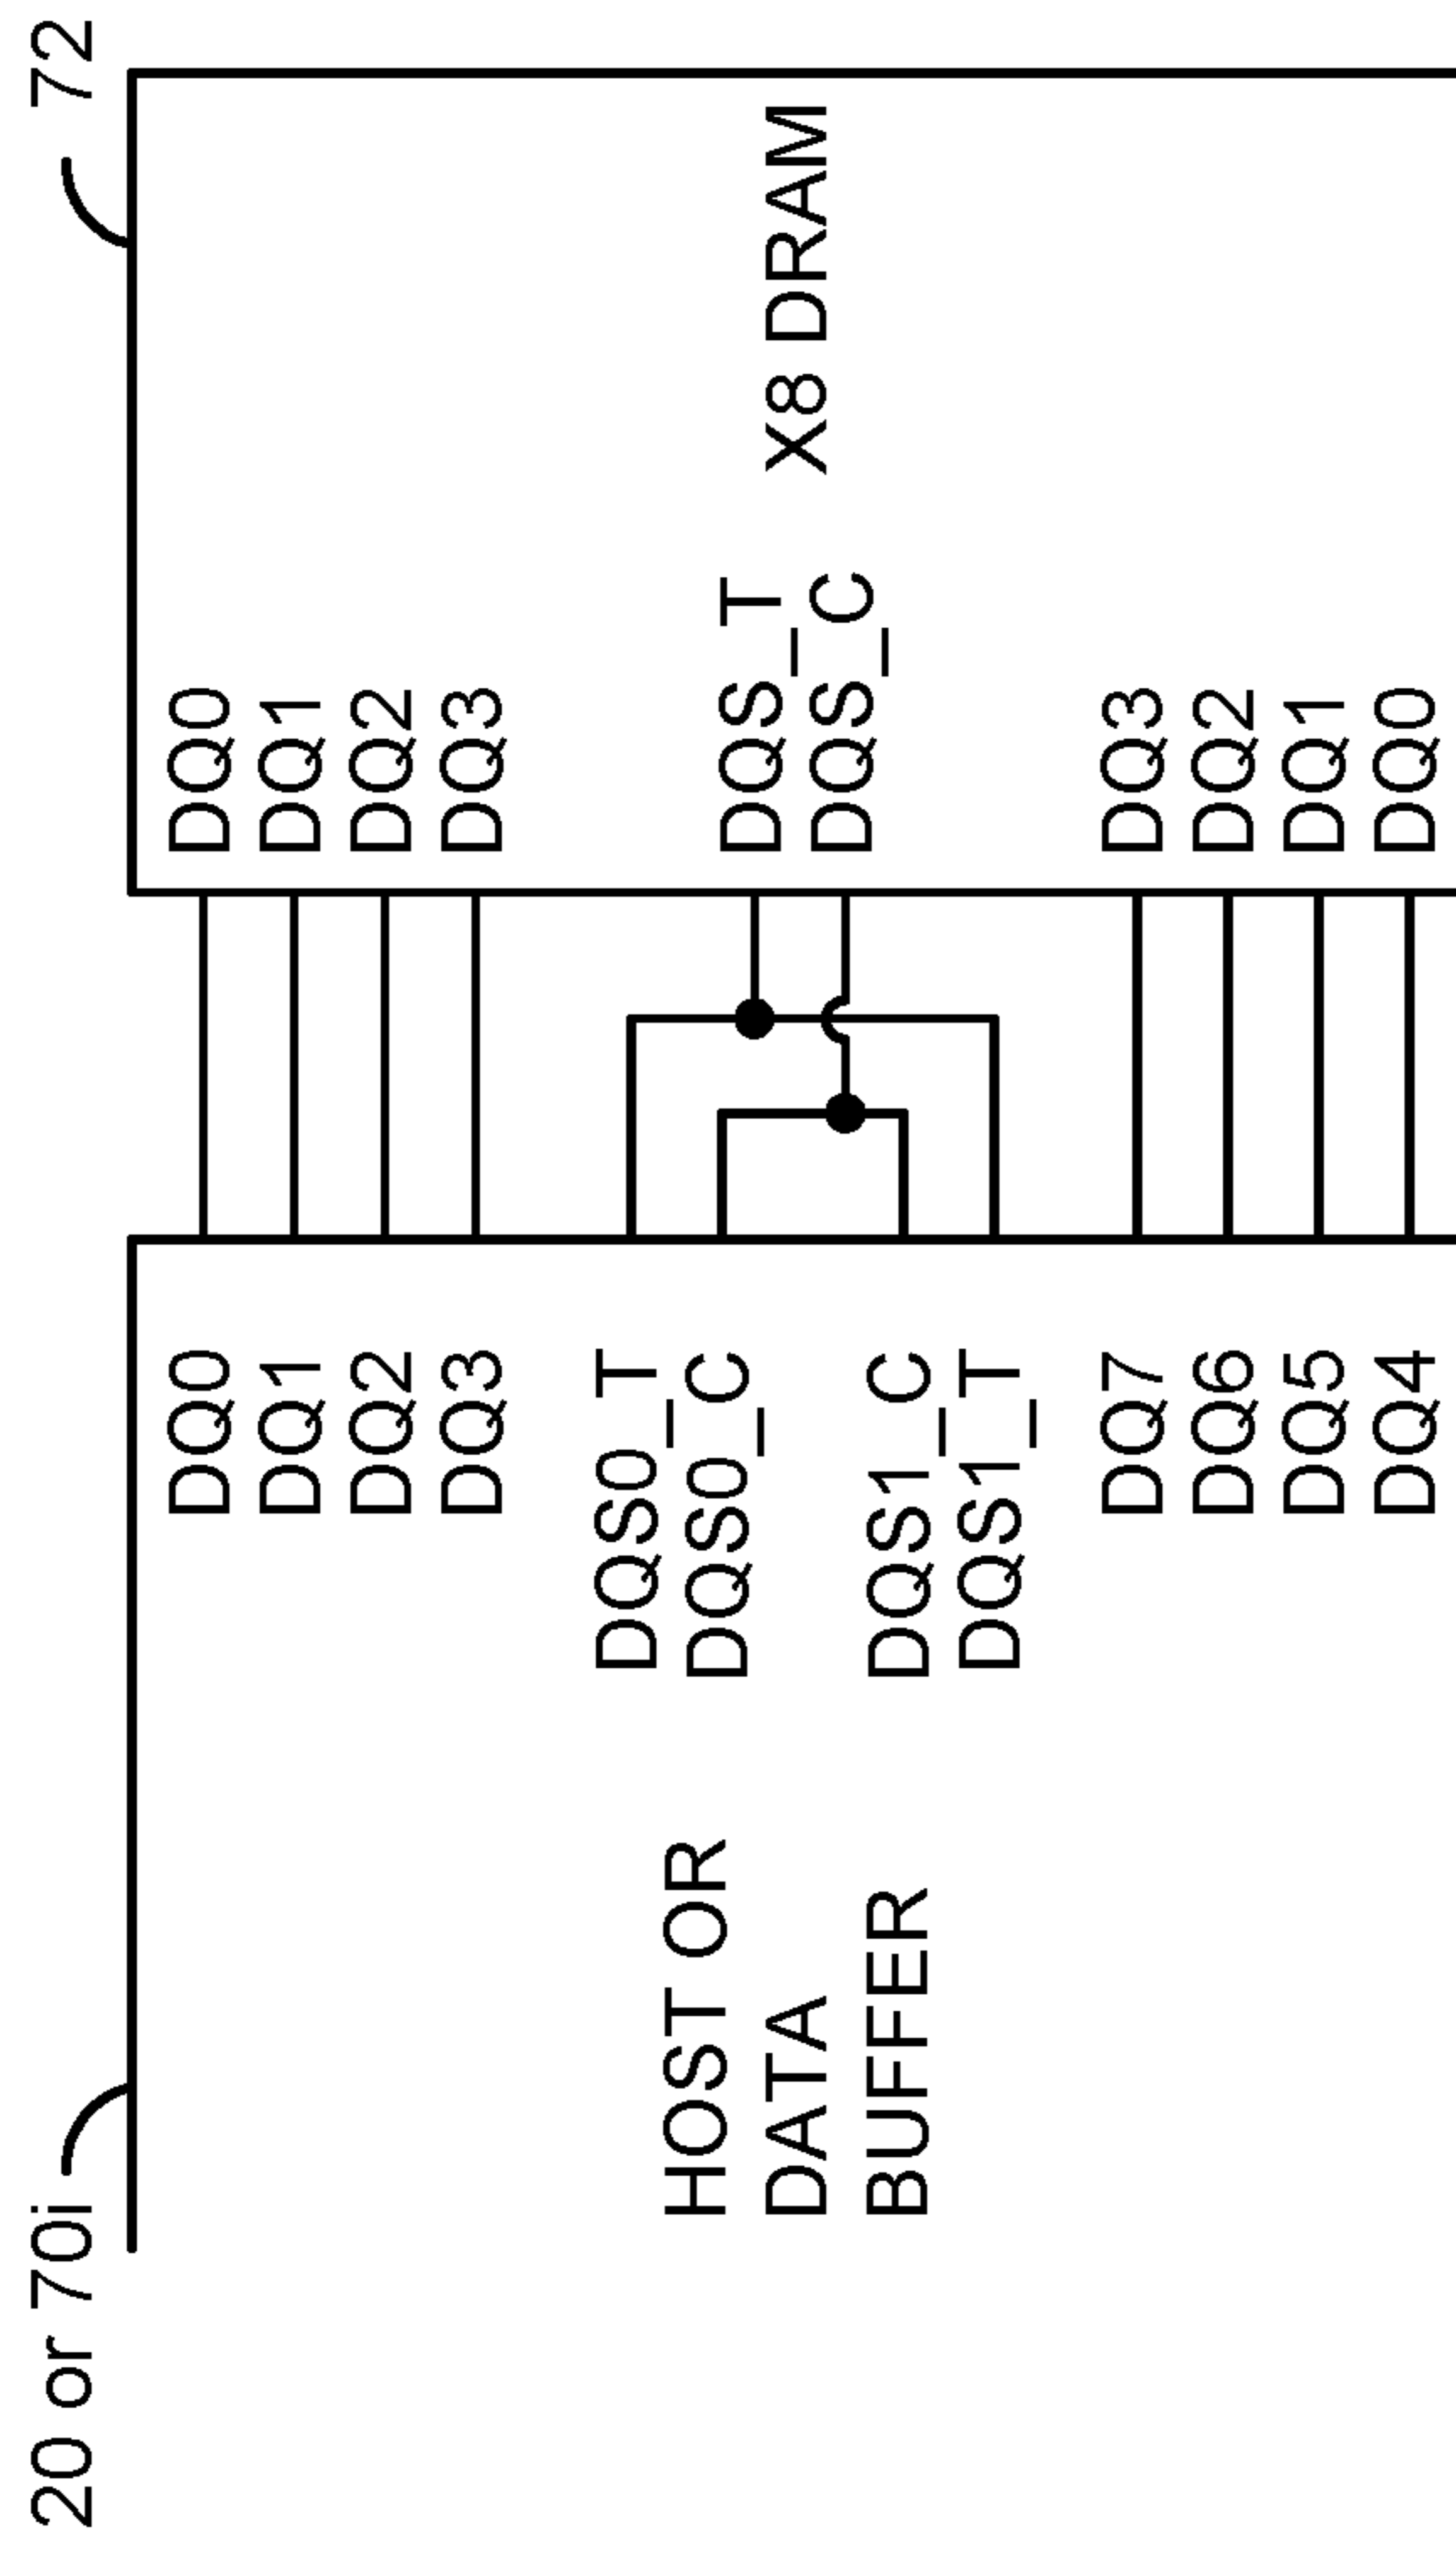 20 or 70i
72
DQ0
DQ0
DQ1
DQ1
DQ2
DQ2
DQ3
DQ3
DQS0_T
HOST OR
DQS0_C
DQS_T
DATA
X8 DRAM
DQS_C
BUFFER
DQS1_C
DQS1_T
DQ7
DQ3
DQ6
DQ2
DQ5
DQ1
DQ4
DQ0